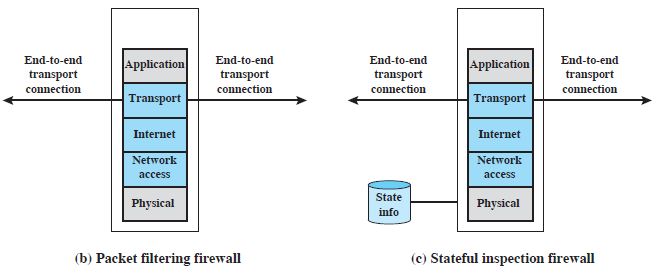 End-to-end
transport
connection
Application
Transport
Internet
Network
access
Physical
End-to-end
transport
connection
(b) Packet filtering firewall
End-to-end
transport
connection
Application
Transport
Internet
Network
access
Physical
State
info
End-to-end
transport
connection
(c) Stateful inspection firewall